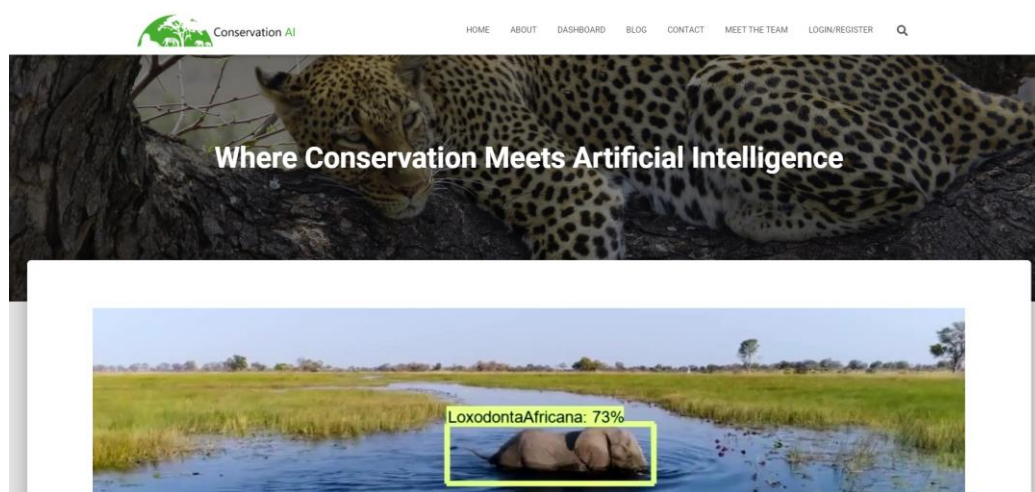 Conservation AI
HOME ABOUT DASHBOARD BLOG CONTACT MEET THE TEAM LOGIN/REGISTER
Where Conservation Meets Artificial Intelligence
LoxodontaAfricana: 73%